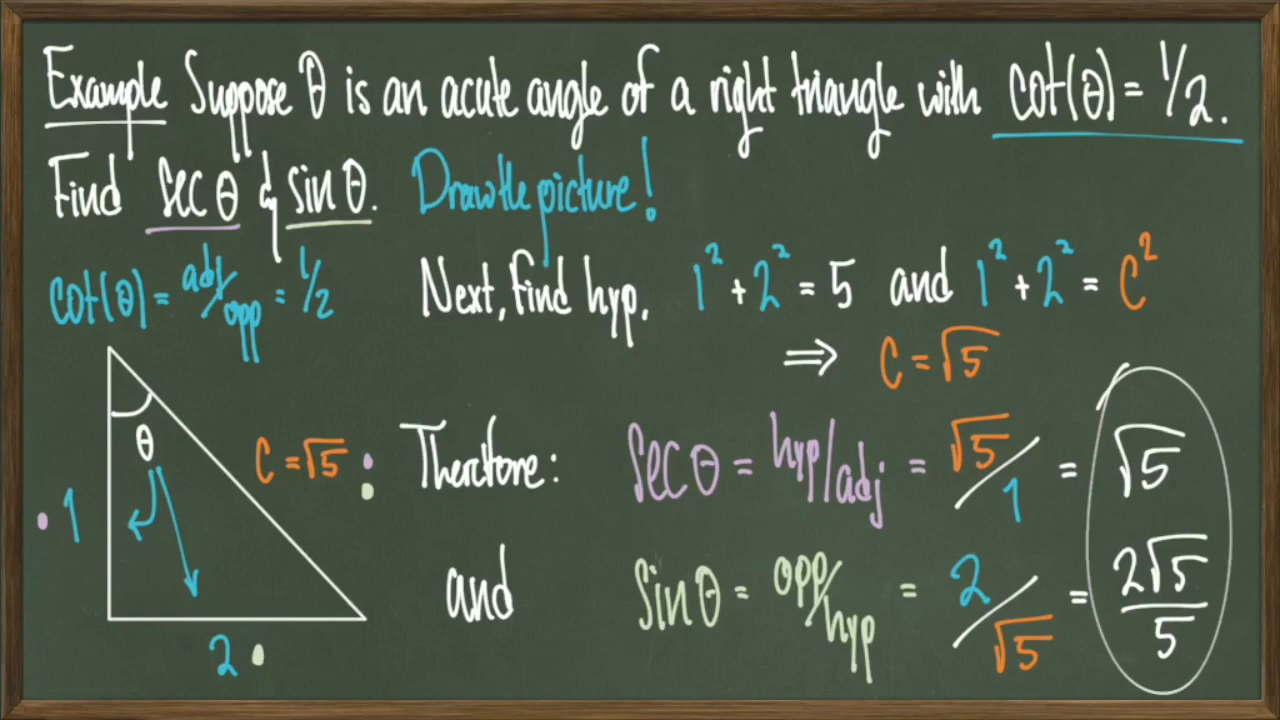 Example Suppose θ is an acute angle of a right triangle with cot(θ) = 1/2.
Find sec θ & sin θ. Draw the picture!
cot(θ) = adj/opp = 1/2
Next, find hyp. 1² + 2² = 5 and 1² + 2² = C²
⇒ C = √5
θ
C = √5
1
2
Therefore: sec θ = hyp/adj = √5/1 = √5
and sin θ = opp/hyp = 2/√5 = 2√5/5